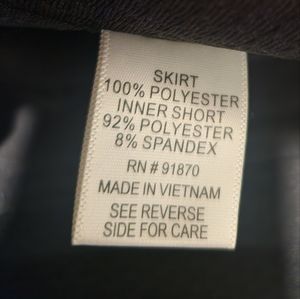 SKIRT
100% POLYESTER
INNER SHORT
92% POLYESTER
8% SPANDEX
RN # 91870
MADE IN VIETNAM
SEE REVERSE
SIDE FOR CARE